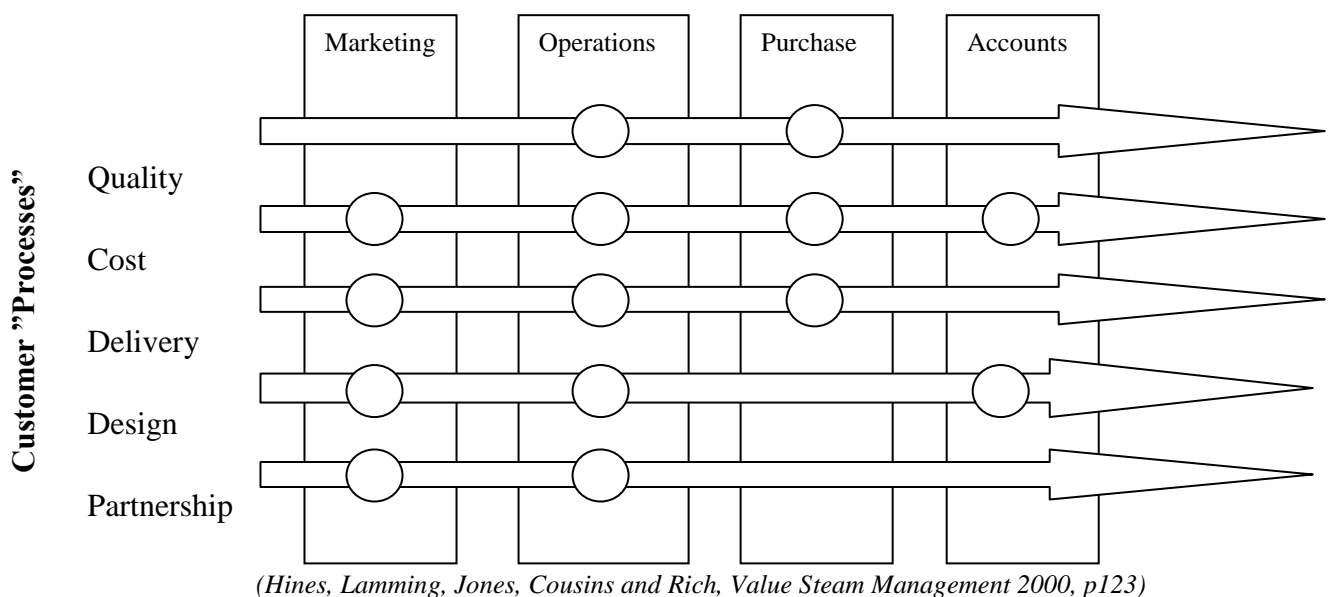 Marketing
Operations
Purchase
Accounts
Customer ”Processes”
Quality
Cost
Delivery
Design
Partnership
(Hines, Lamming, Jones, Cousins and Rich, Value Steam Management 2000, p123)